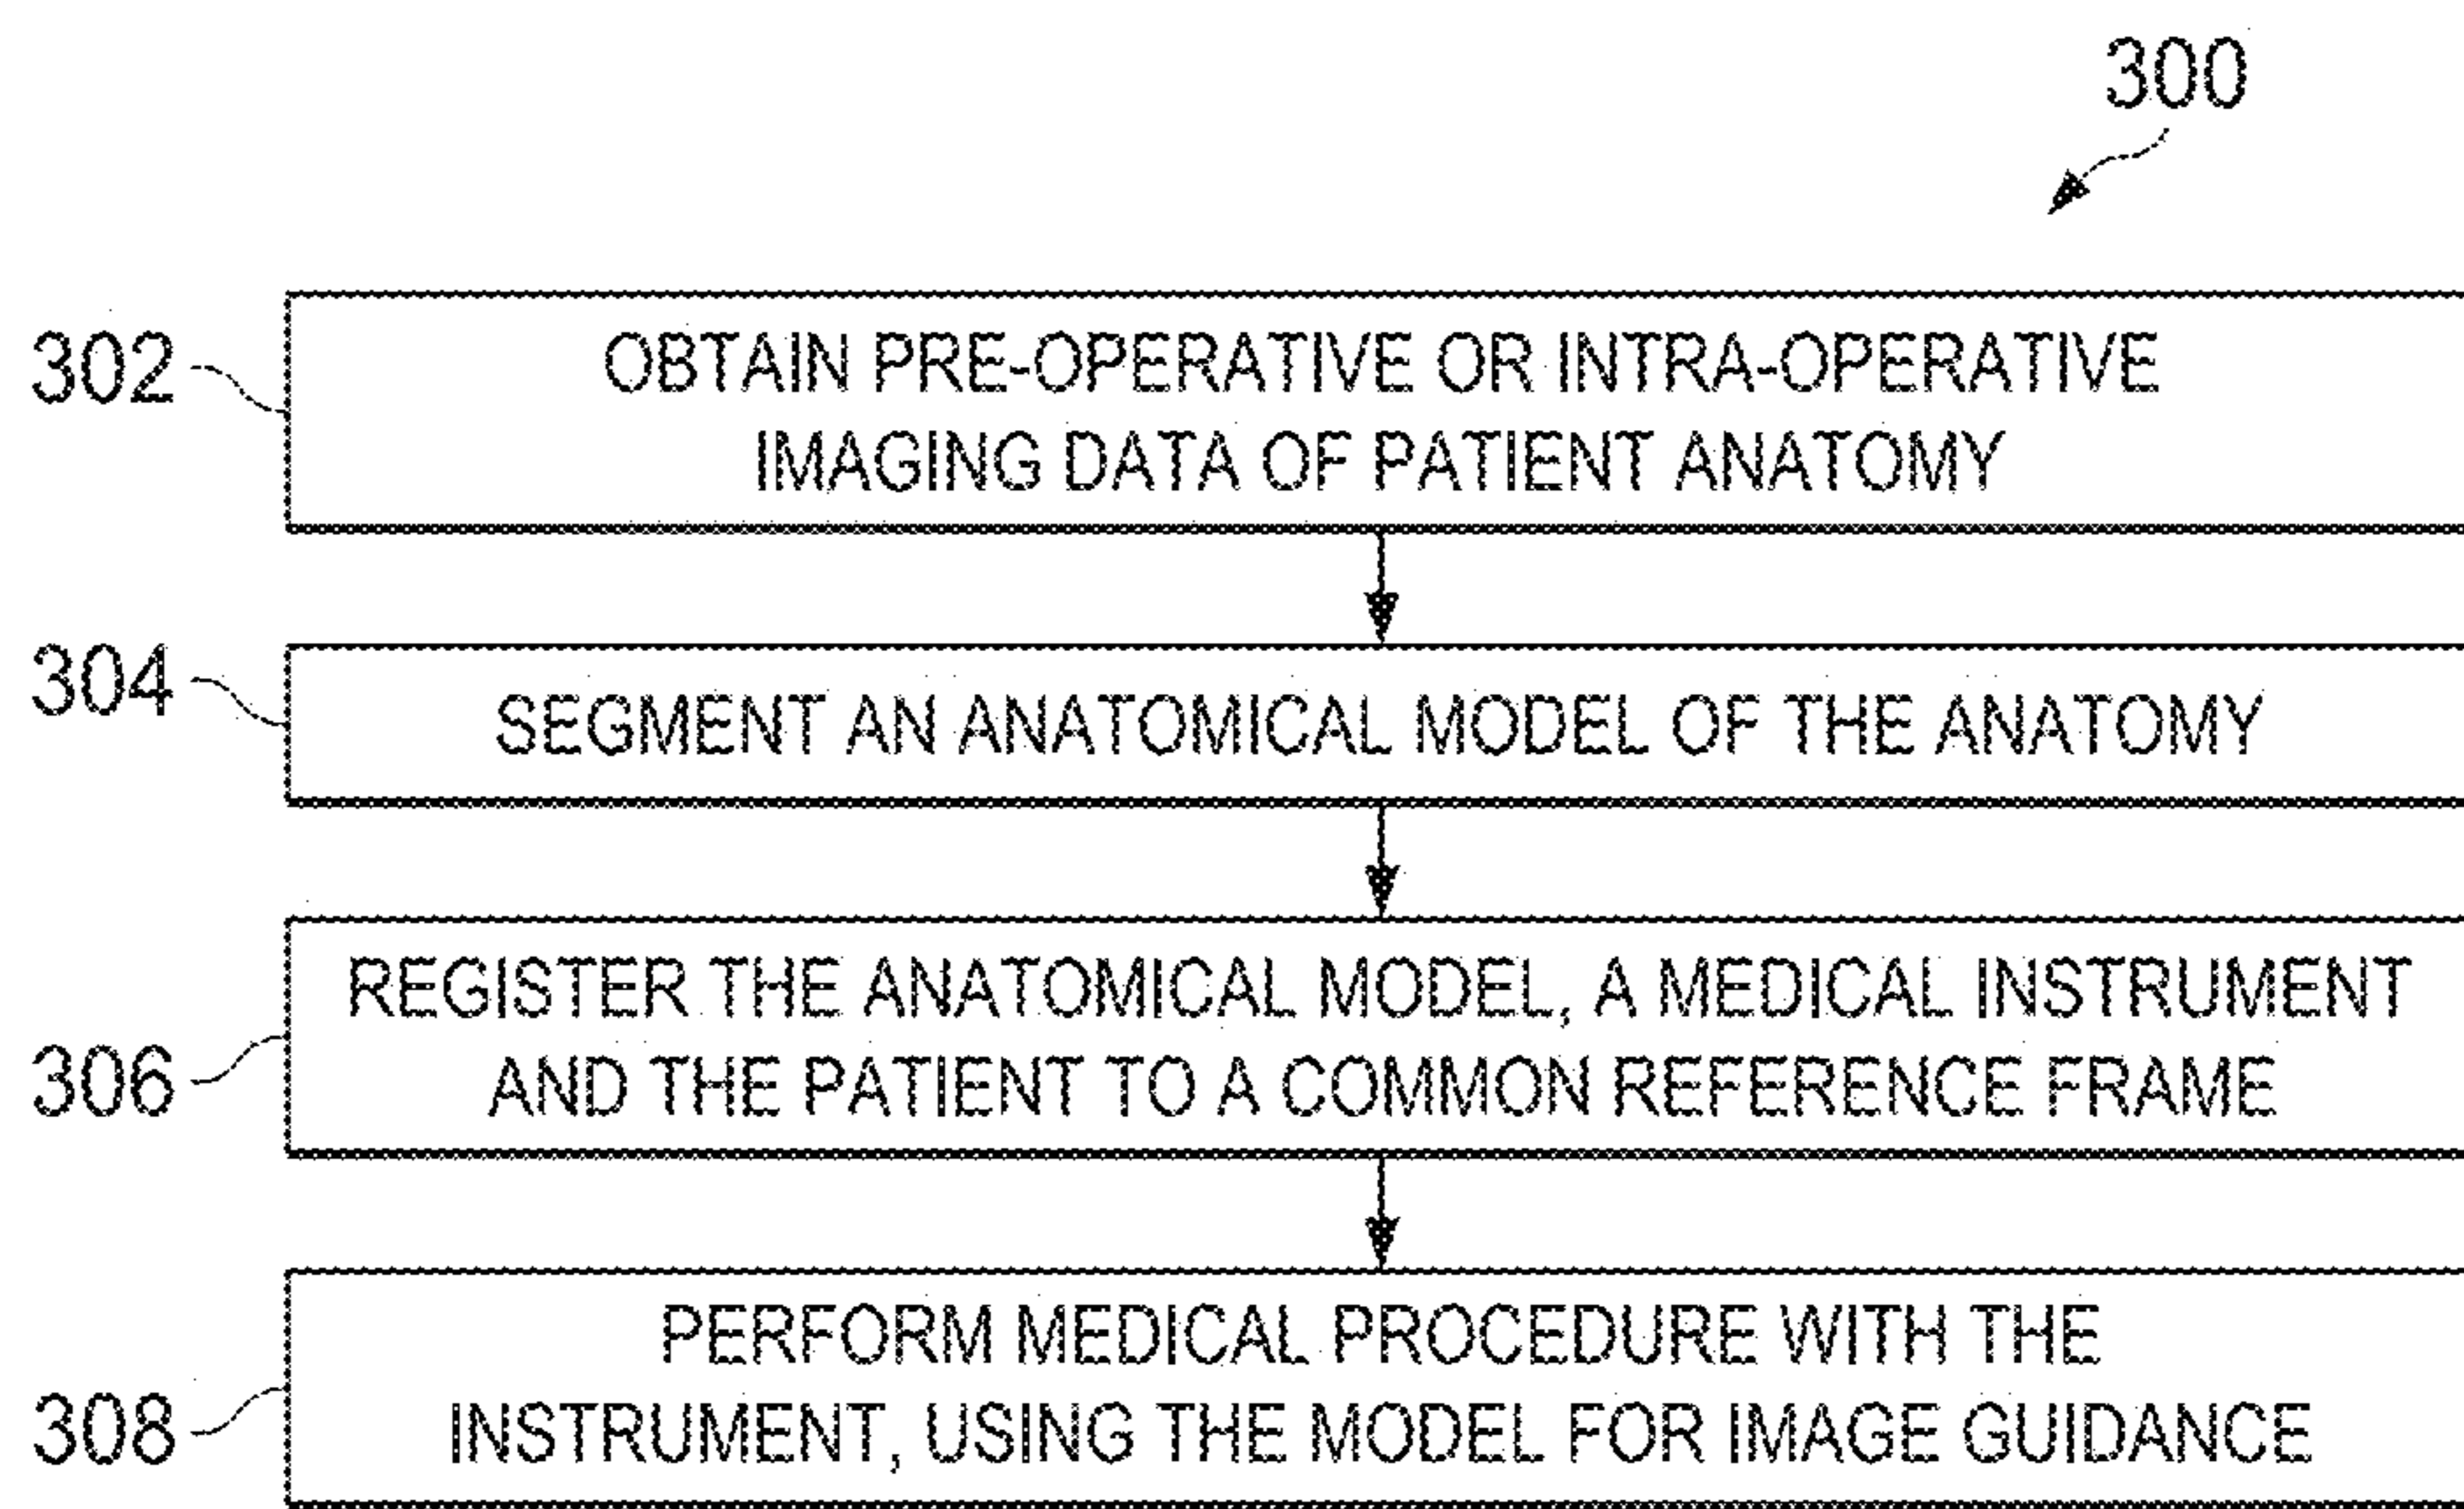 300
302
OBTAIN PRE-OPERATIVE OR INTRA-OPERATIVE
IMAGING DATA OF PATIENT ANATOMY
304
SEGMENT AN ANATOMICAL MODEL OF THE ANATOMY
306
REGISTER THE ANATOMICAL MODEL, A MEDICAL INSTRUMENT
AND THE PATIENT TO A COMMON REFERENCE FRAME
308
PERFORM MEDICAL PROCEDURE WITH THE
INSTRUMENT, USING THE MODEL FOR IMAGE GUIDANCE